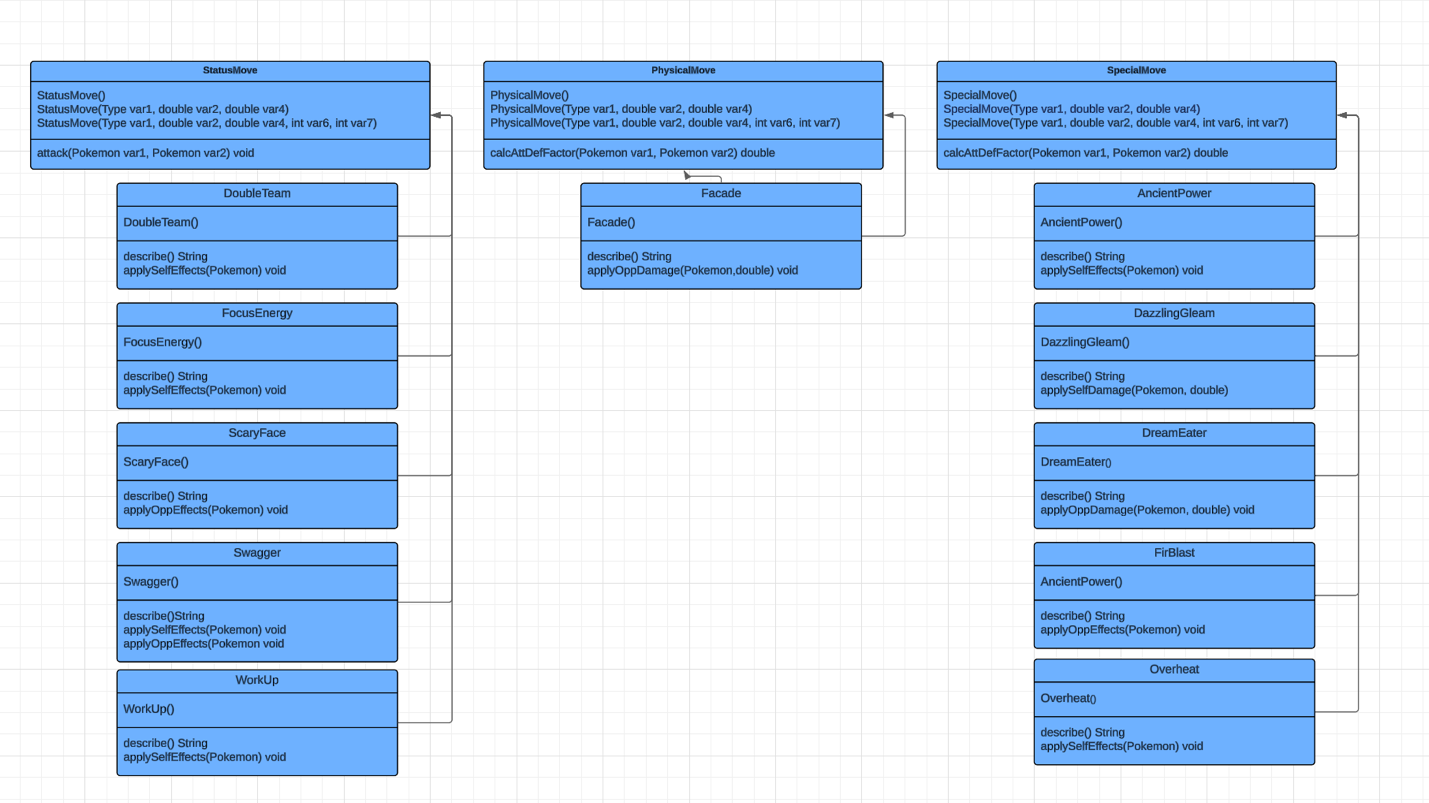 StatusMove
StatusMove()
StatusMove(Type var1, double var2, double var4)
StatusMove(Type var1, double var2, double var4, int var6, int var7)
attack(Pokemon var1, Pokemon var2) void
DoubleTeam
DoubleTeam()
describe() String
applySelfEffects(Pokemon) void
FocusEnergy
FocusEnergy()
describe() String
applySelfEffects(Pokemon) void
ScaryFace
ScaryFace()
describe() String
applyOppEffects(Pokemon) void
Swagger
Swagger()
describe()String
applySelfEffects(Pokemon) void
applyOppEffects(Pokemon void
WorkUp
WorkUp()
describe() String
applySelfEffects(Pokemon) void
PhysicalMove
PhysicalMove()
PhysicalMove(Type var1, double var2, double var4)
PhysicalMove(Type var1, double var2, double var4, int var6, int var7)
calcAttDefFactor(Pokemon var1, Pokemon var2) double
Facade
Facade()
describe() String
applyOppDamage(Pokemon,double) void
SpecialMove
SpecialMove()
SpecialMove(Type var1, double var2, double var4)
SpecialMove(Type var1, double var2, double var4, int var6, int var7)
calcAttDefFactor(Pokemon var1, Pokemon var2) double
AncientPower
AncientPower()
describe() String
applySelfEffects(Pokemon) void
DazzlingGleam
DazzlingGleam()
describe() String
applySelfDamage(Pokemon, double)
DreamEater
DreamEater()
describe() String
applyOppDamage(Pokemon, double) void
FirBlast
AncientPower()
describe() String
applyOppEffects(Pokemon) void
Overheat
Overheat()
describe() String
applySelfEffects(Pokemon) void